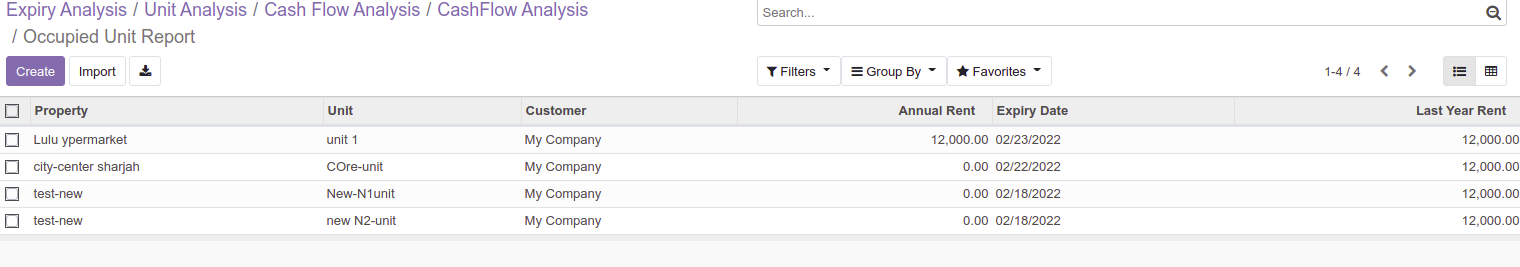 Expiry Analysis / Unit Analysis / Cash Flow Analysis / CashFlow Analysis
/ Occupied Unit Report
Search...
Create Import
Filters Group By Favorites
1-4 / 4
Property Unit Customer Annual Rent Expiry Date Last Year Rent
Lulu ypermarket unit 1 My Company 12,000.00 02/23/2022 12,000.00
city-center sharjah COre-unit My Company 0.00 02/22/2022 12,000.00
test-new New-N1unit My Company 0.00 02/18/2022 12,000.00
test-new new N2-unit My Company 0.00 02/18/2022 12,000.00